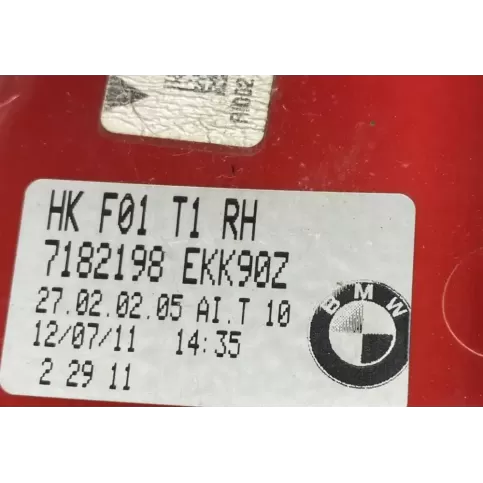 HK F01 T1 RH
7182198 EKK90Z
27.02.02.05 AI.T 10
12/07/11 14:35
2 29 11
BMW